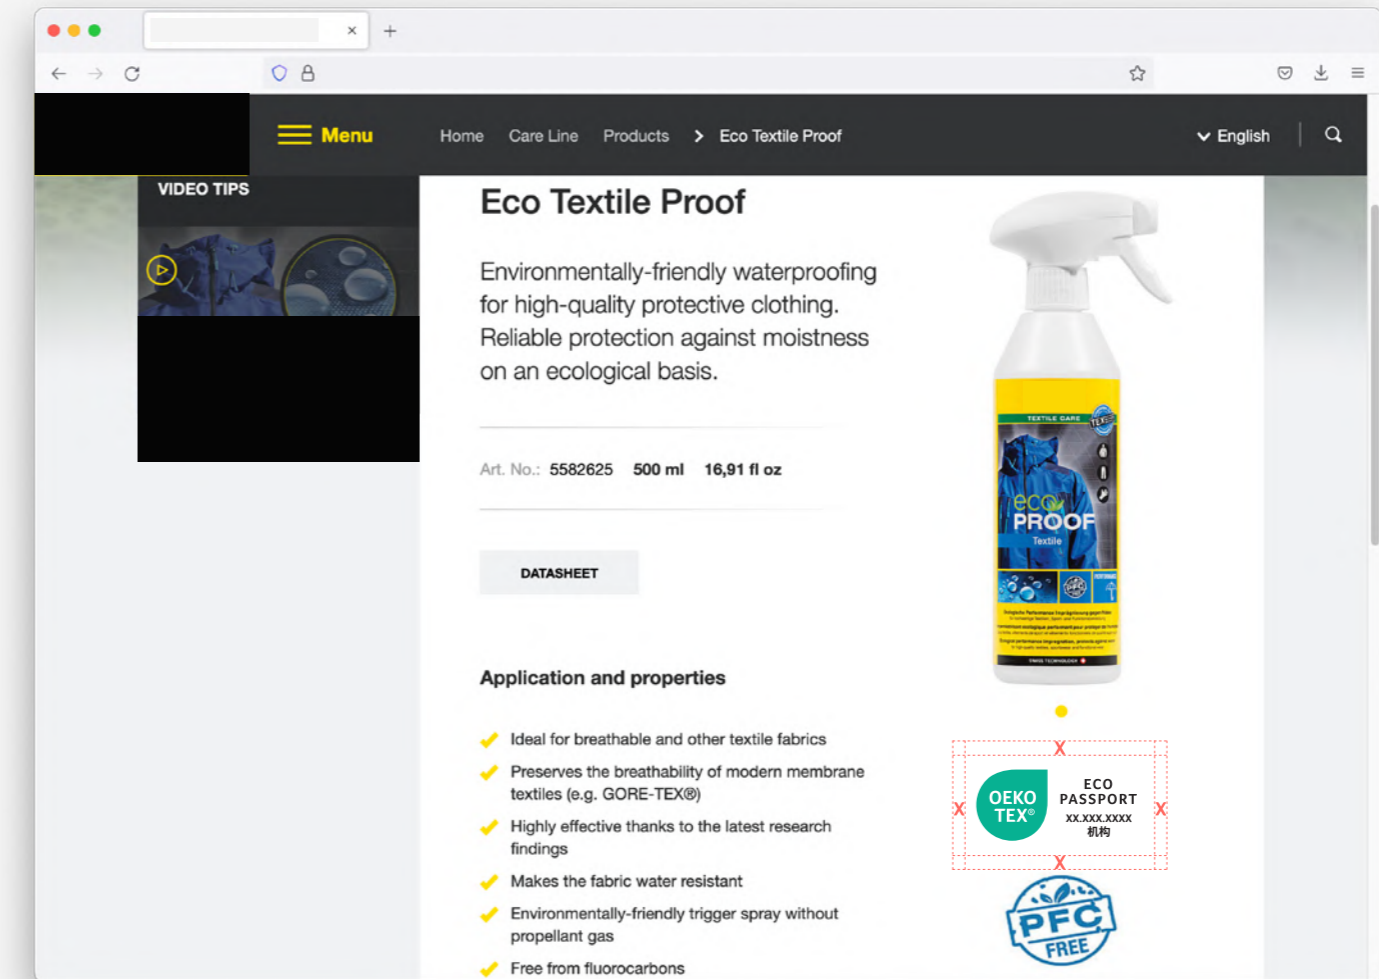 Menu
Home Care Line Products > Eco Textile Proof
English
VIDEO TIPS
Eco Textile Proof
Environmentally-friendly waterproofing
for high-quality protective clothing.
Reliable protection against moistness
on an ecological basis.
Art. No.: 5582625 500 ml 16,91 fl oz
DATASHEET
Application and properties
Ideal for breathable and other textile fabrics
Preserves the breathability of modern membrane
textiles (e.g. GORE-TEX®)
Highly effective thanks to the latest research
findings
Makes the fabric water resistant
Environmentally-friendly trigger spray without
propellant gas
Free from fluorocarbons
TEXTILE CARE
eco
PROOF
Textile
PFC
SWISS TECHNOLOGY
X
X
OEKO
TEX®
ECO
PASSPORT
xx.xxx.xxxx
机构
X
X
PFC
FREE